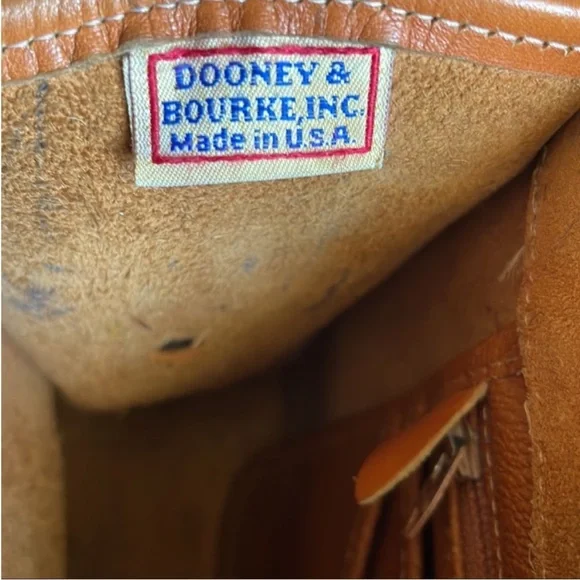 DOONEY &
BOURKE, INC.
Made in U.S.A.